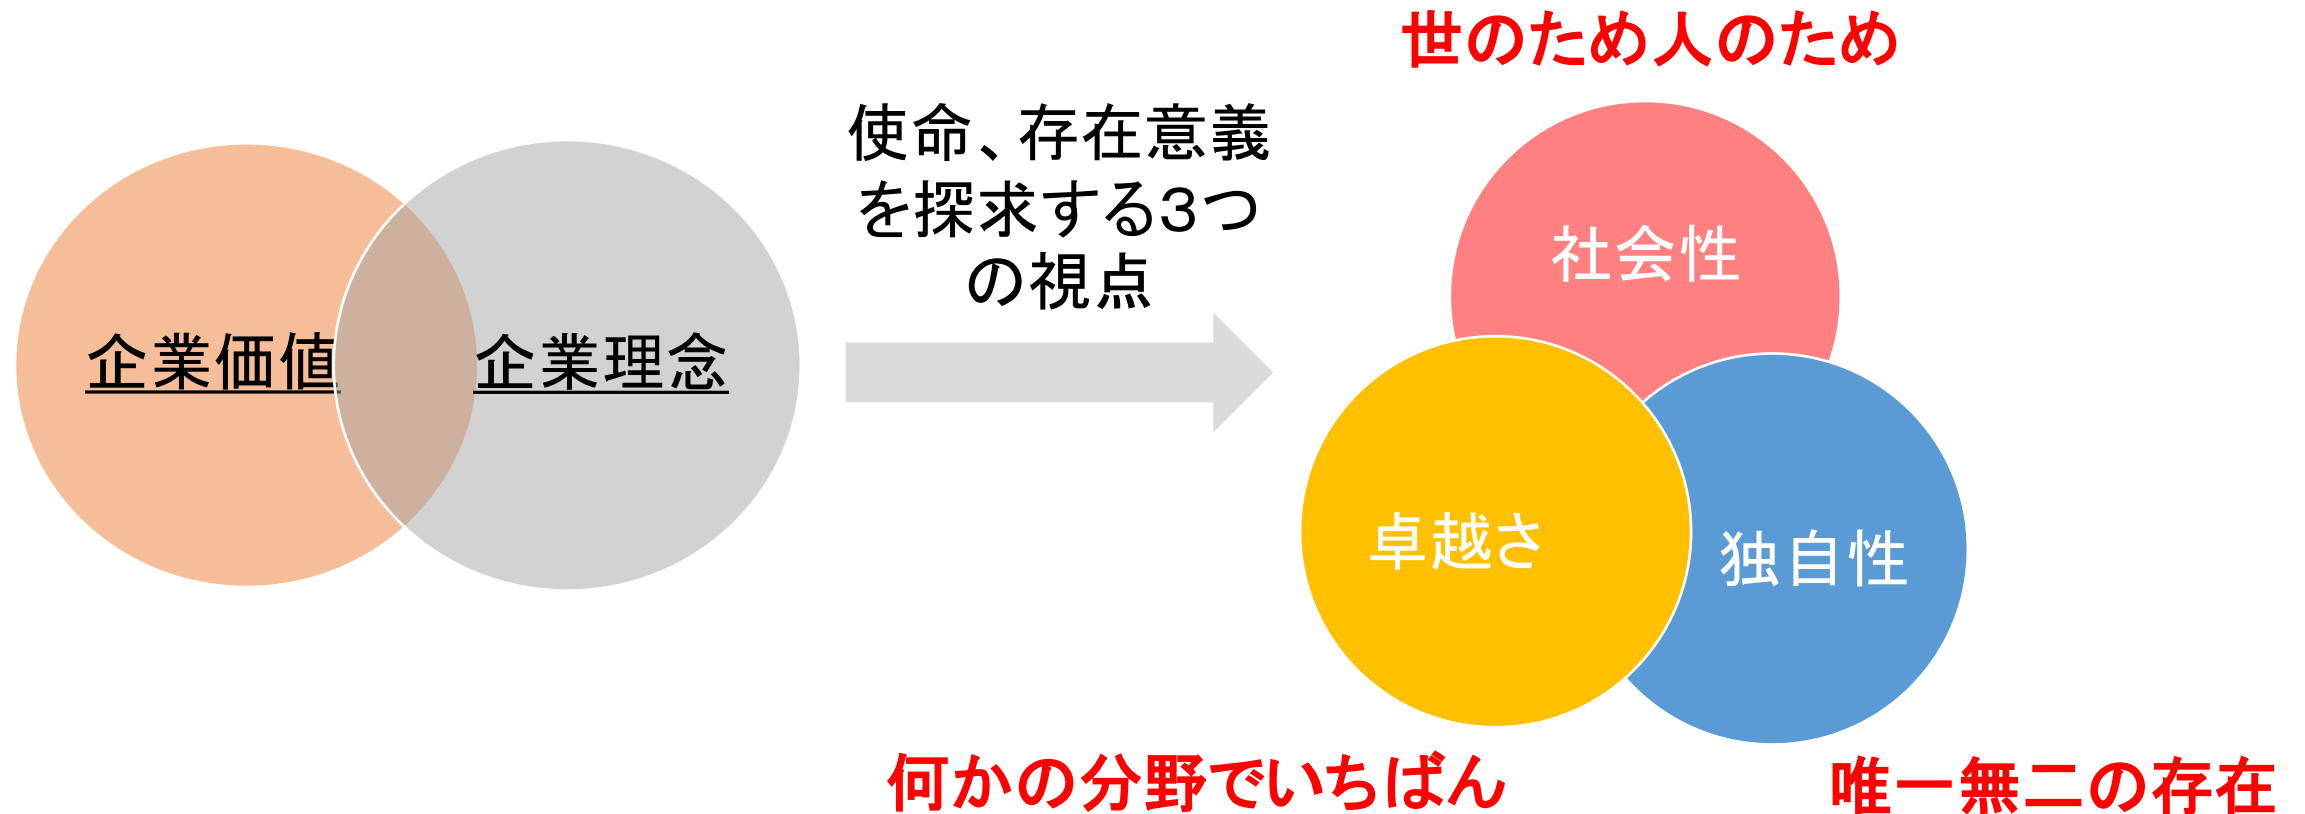 世のため人のため
使命、存在意義
を探求する３つ
の視点
社会性
企業価値
企業理念
卓越さ
独自性
何かの分野でいちばん
唯一無二の存在